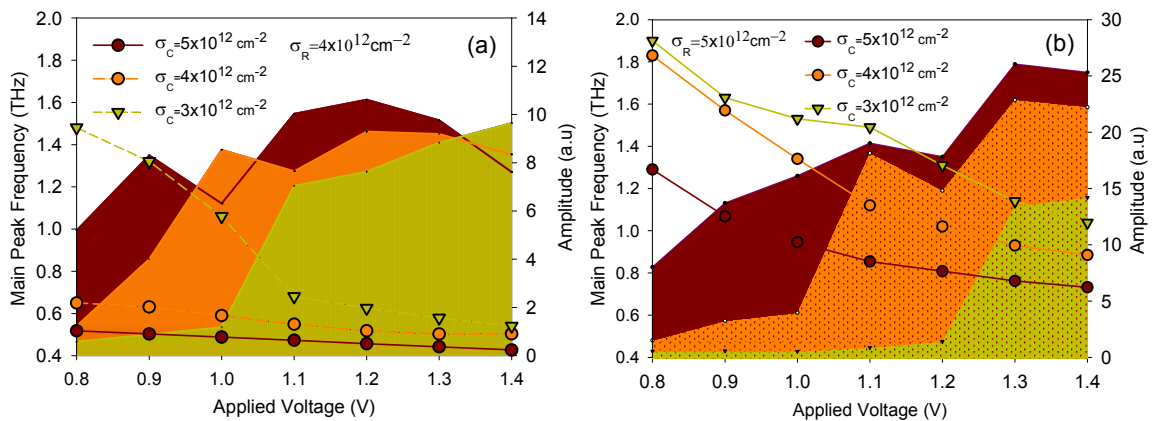 2.0
1.8
1.6
1.4
1.2
1.0
0.8
0.6
0.4
Main Peak Frequency (THz)
σC=5x10^12 cm-2
σC=4x10^12 cm-2
σC=3x10^12 cm-2
σR=4x10^12cm−2
(a)
14
12
10
8
6
4
2
0
Amplitude (a.u)
0.8 0.9 1.0 1.1 1.2 1.3 1.4
Applied Voltage (V)
2.0
1.8
1.6
1.4
1.2
1.0
0.8
0.6
0.4
Main Peak Frequency (THz)
σR=5x10^12cm−2
σC=5x10^12 cm-2
σC=4x10^12 cm-2
σC=3x10^12 cm-2
(b)
30
25
20
15
10
5
0
Amplitude (a.u)
0.8 0.9 1.0 1.1 1.2 1.3 1.4
Applied Voltage (V)